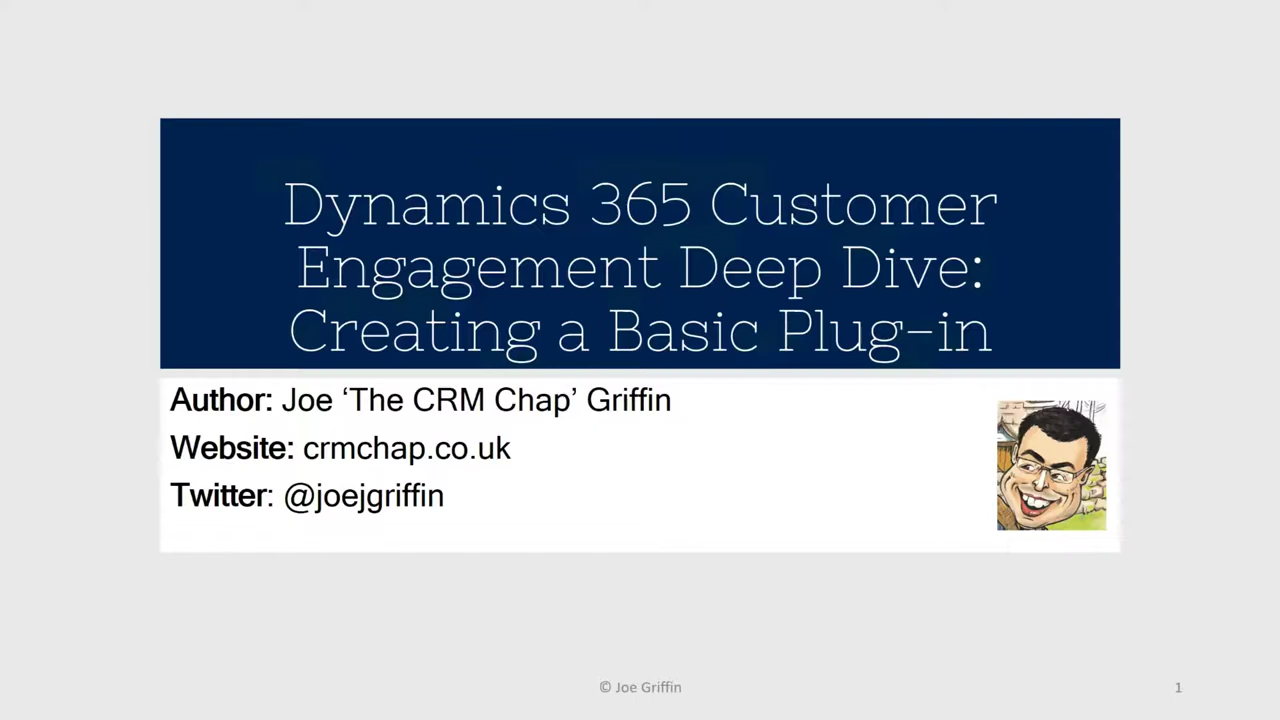 Dynamics 365 Customer
Engagement Deep Dive:
Creating a Basic Plug-in
Author: Joe ‘The CRM Chap’ Griffin
Website: crmchap.co.uk
Twitter: @joejgriffin
© Joe Griffin
1